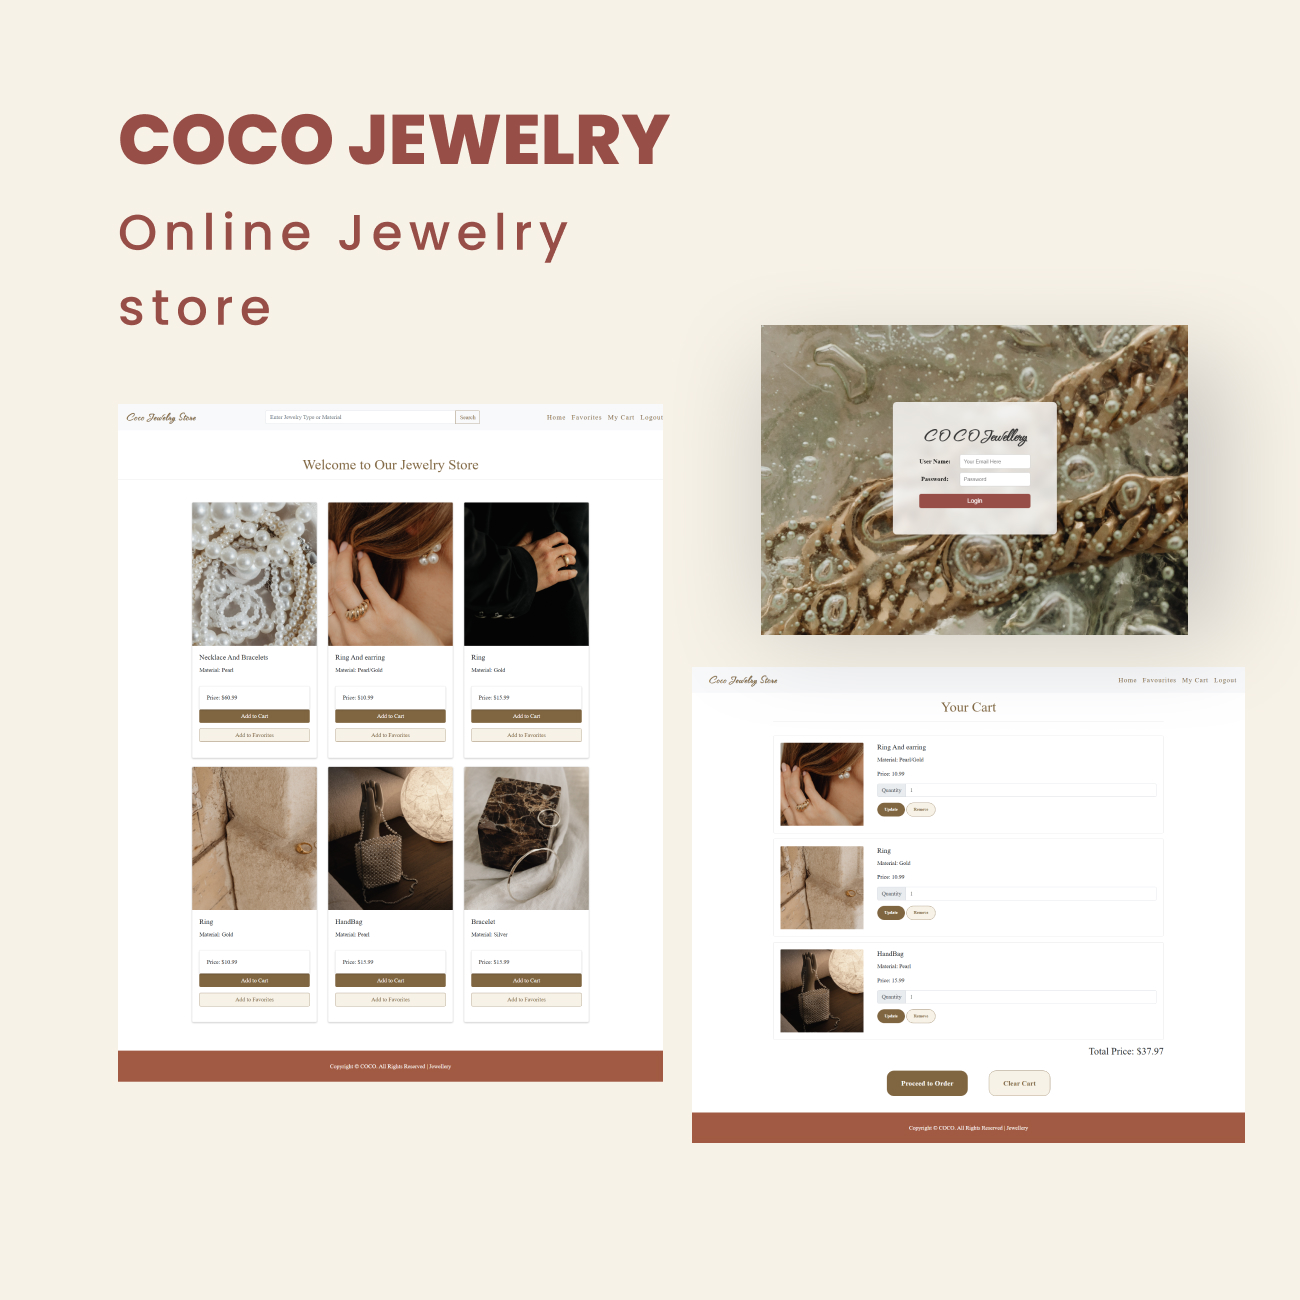 COCO JEWELRY
Online Jewelry
store
Coco Jewelry Store
Enter Jewelry Type or Material
Search
Home Favorites My Cart Logout
Welcome to Our Jewelry Store
Necklace And Bracelets
Material: Pearl
Price: $60.99
Add to Cart
Add to Favorites
Ring And earring
Material: Pearl/Gold
Price: $10.99
Add to Cart
Add to Favorites
Ring
Material: Gold
Price: $15.99
Add to Cart
Add to Favorites
Ring
Material: Gold
Price: $10.99
Add to Cart
Add to Favorites
HandBag
Material: Pearl
Price: $15.99
Add to Cart
Add to Favorites
Bracelet
Material: Silver
Price: $15.99
Add to Cart
Add to Favorites
Copyright © COCO. All Rights Reserved | Jewellery
COCO Jewellery
User Name:
Your Email Here
Password:
Password
Login
Coco Jewelry Store
Home Favourites My Cart Logout
Your Cart
Ring And earring
Material: Pearl/Gold
Price: 10.99
Quantity 1
Update Remove
Ring
Material: Gold
Price: 10.99
Quantity 1
Update Remove
HandBag
Material: Pearl
Price: 15.99
Quantity 1
Update Remove
Total Price: $37.97
Proceed to Order
Clear Cart
Copyright © COCO. All Rights Reserved | Jewellery